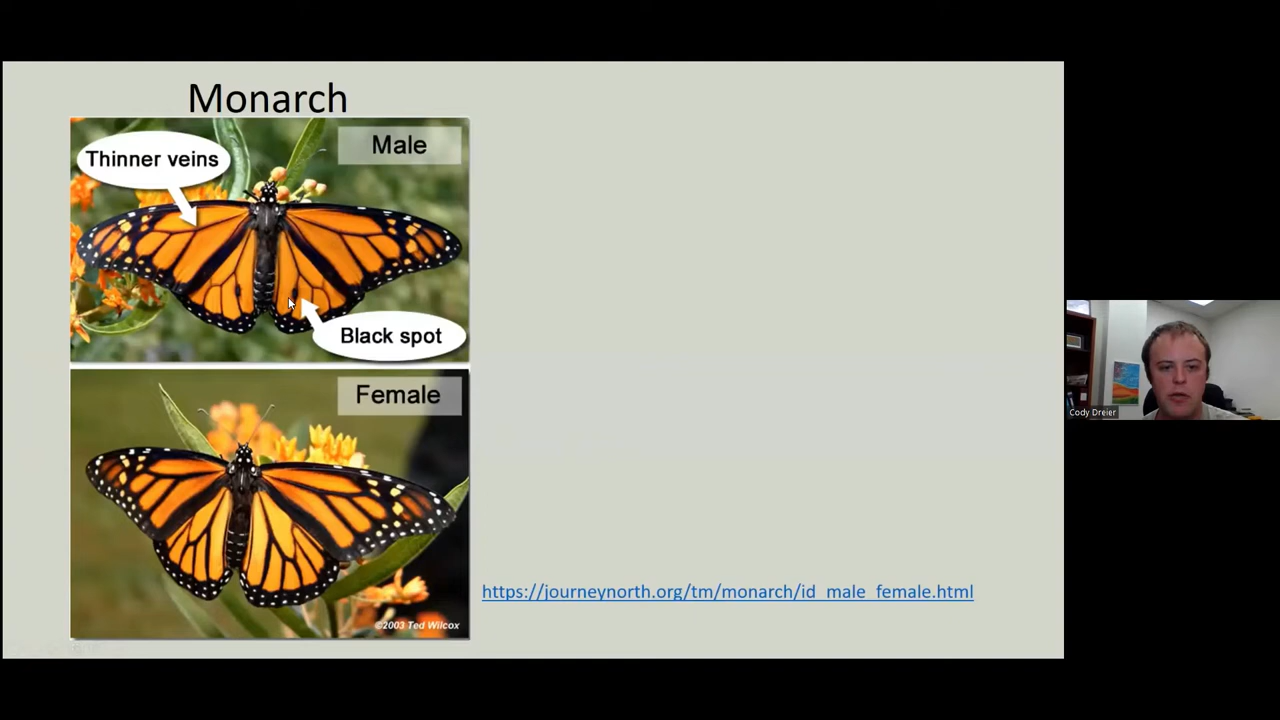 Monarch
Male
Thinner veins
Black spot
Female
https://journeynorth.org/tm/monarch/id_male_female.html
©2003 Ted Wilcox
Cody Dreier